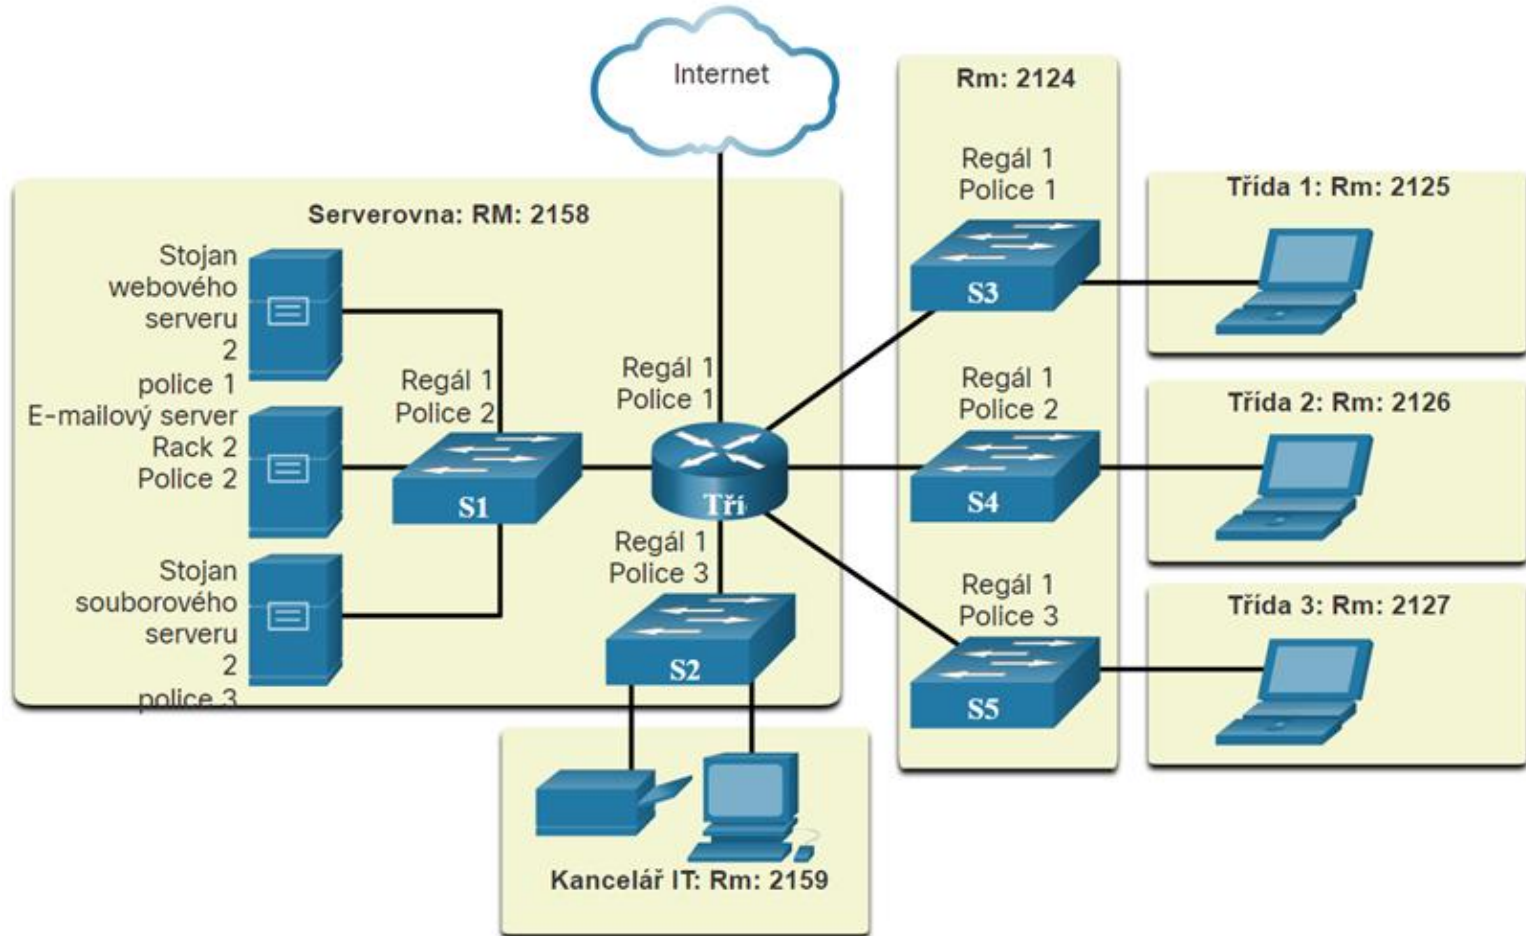 Internet
Serverovna: RM: 2158
Stojan
webového
serveru
2
police 1
E-mailový server
Rack 2
Police 2
Stojan
souborového
serveru
2
police 3
Regál 1
Police 2
S1
Regál 1
Police 1
Tří
Regál 1
Police 3
S2
Kancelář IT: Rm: 2159
Rm: 2124
Regál 1
Police 1
S3
Regál 1
Police 2
S4
Regál 1
Police 3
S5
Třída 1: Rm: 2125
Třída 2: Rm: 2126
Třída 3: Rm: 2127